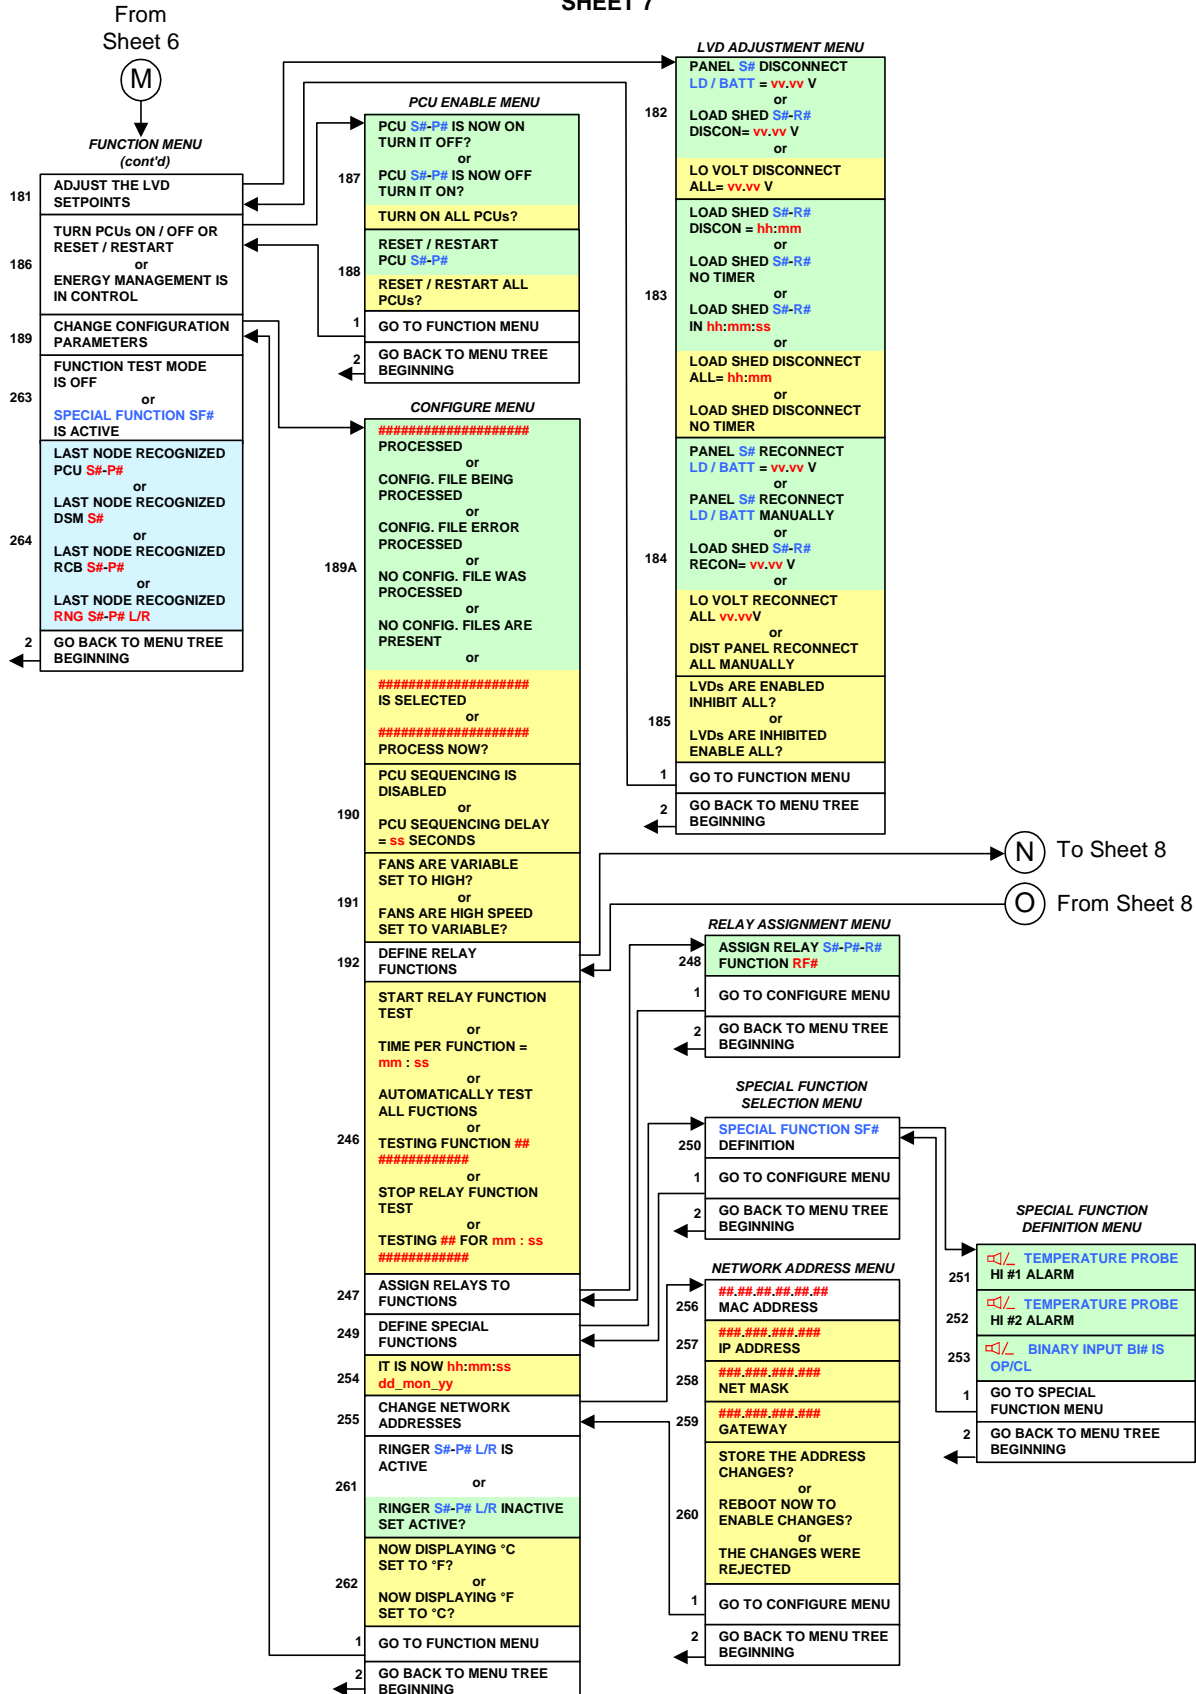 SHEET 7
From
Sheet 6
M
FUNCTION MENU
(cont'd)
181
ADJUST THE LVD
SETPOINTS
186
TURN PCUs ON / OFF OR
RESET / RESTART
or
ENERGY MANAGEMENT IS
IN CONTROL
189
CHANGE CONFIGURATION
PARAMETERS
263
FUNCTION TEST MODE
IS OFF
or
SPECIAL FUNCTION SF#
IS ACTIVE
264
LAST NODE RECOGNIZED
PCU S#-P#
or
LAST NODE RECOGNIZED
DSM S#
or
LAST NODE RECOGNIZED
RCB S#-P#
or
LAST NODE RECOGNIZED
RNG S#-P# L/R
2
GO BACK TO MENU TREE
BEGINNING
PCU ENABLE MENU
187
PCU S#-P# IS NOW ON
TURN IT OFF?
or
PCU S#-P# IS NOW OFF
TURN IT ON?
TURN ON ALL PCUs?
188
RESET / RESTART
PCU S#-P#
RESET / RESTART ALL
PCUs?
1
GO TO FUNCTION MENU
2
GO BACK TO MENU TREE
BEGINNING
CONFIGURE MENU
189A
####################
PROCESSED
or
CONFIG. FILE BEING
PROCESSED
or
CONFIG. FILE ERROR
PROCESSED
or
NO CONFIG. FILE WAS
PROCESSED
or
NO CONFIG. FILES ARE
PRESENT
or
####################
IS SELECTED
or
####################
PROCESS NOW?
190
PCU SEQUENCING IS
DISABLED
or
PCU SEQUENCING DELAY
= ss SECONDS
191
FANS ARE VARIABLE
SET TO HIGH?
or
FANS ARE HIGH SPEED
SET TO VARIABLE?
192
DEFINE RELAY
FUNCTIONS
246
START RELAY FUNCTION
TEST
or
TIME PER FUNCTION =
mm : ss
or
AUTOMATICALLY TEST
ALL FUCTIONS
or
TESTING FUNCTION ##
############
or
STOP RELAY FUNCTION
TEST
or
TESTING ## FOR mm : ss
############
247
ASSIGN RELAYS TO
FUNCTIONS
249
DEFINE SPECIAL
FUNCTIONS
254
IT IS NOW hh:mm:ss
dd_mon_yy
255
CHANGE NETWORK
ADDRESSES
261
RINGER S#-P# L/R IS
ACTIVE
or
RINGER S#-P# L/R INACTIVE
SET ACTIVE?
262
NOW DISPLAYING °C
SET TO °F?
or
NOW DISPLAYING °F
SET TO °C?
1
GO TO FUNCTION MENU
2
GO BACK TO MENU TREE
BEGINNING
LVD ADJUSTMENT MENU
182
PANEL S# DISCONNECT
LD / BATT = vv.vv V
or
LOAD SHED S#-R#
DISCON= vv.vv V
or
LO VOLT DISCONNECT
ALL= vv.vv V
183
LOAD SHED S#-R#
DISCON = hh:mm
or
LOAD SHED S#-R#
NO TIMER
or
LOAD SHED S#-R#
IN hh:mm:ss
or
LOAD SHED DISCONNECT
ALL= hh:mm
or
LOAD SHED DISCONNECT
NO TIMER
184
PANEL S# RECONNECT
LD / BATT = vv.vv V
or
PANEL S# RECONNECT
LD / BATT MANUALLY
or
LOAD SHED S#-R#
RECON= vv.vv V
or
LO VOLT RECONNECT
ALL vv.vvV
or
DIST PANEL RECONNECT
ALL MANUALLY
185
LVDs ARE ENABLED
INHIBIT ALL?
or
LVDs ARE INHIBITED
ENABLE ALL?
1
GO TO FUNCTION MENU
2
GO BACK TO MENU TREE
BEGINNING
N
To Sheet 8
O
From Sheet 8
RELAY ASSIGNMENT MENU
248
ASSIGN RELAY S#-P#-R#
FUNCTION RF#
1
GO TO CONFIGURE MENU
2
GO BACK TO MENU TREE
BEGINNING
SPECIAL FUNCTION
SELECTION MENU
250
SPECIAL FUNCTION SF#
DEFINITION
1
GO TO CONFIGURE MENU
2
GO BACK TO MENU TREE
BEGINNING
NETWORK ADDRESS MENU
256
##.##.##.##.##.##
MAC ADDRESS
257
###.###.###.###
IP ADDRESS
258
###.###.###.###
NET MASK
259
###.###.###.###
GATEWAY
260
STORE THE ADDRESS
CHANGES?
or
REBOOT NOW TO
ENABLE CHANGES?
or
THE CHANGES WERE
REJECTED
1
GO TO CONFIGURE MENU
2
GO BACK TO MENU TREE
BEGINNING
SPECIAL FUNCTION
DEFINITION MENU
251
TEMPERATURE PROBE
HI #1 ALARM
252
TEMPERATURE PROBE
HI #2 ALARM
253
BINARY INPUT BI# IS
OP/CL
1
GO TO SPECIAL
FUNCTION MENU
2
GO BACK TO MENU TREE
BEGINNING